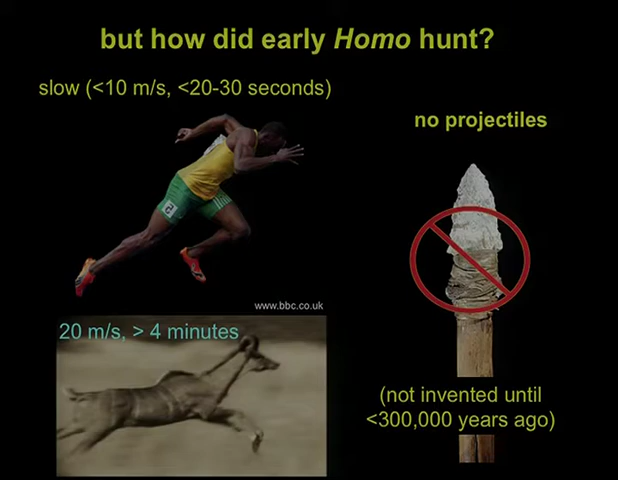 but how did early Homo hunt?
slow (<10 m/s, <20-30 seconds)
no projectiles
2
www.bbc.co.uk
20 m/s, > 4 minutes
(not invented until
<300,000 years ago)